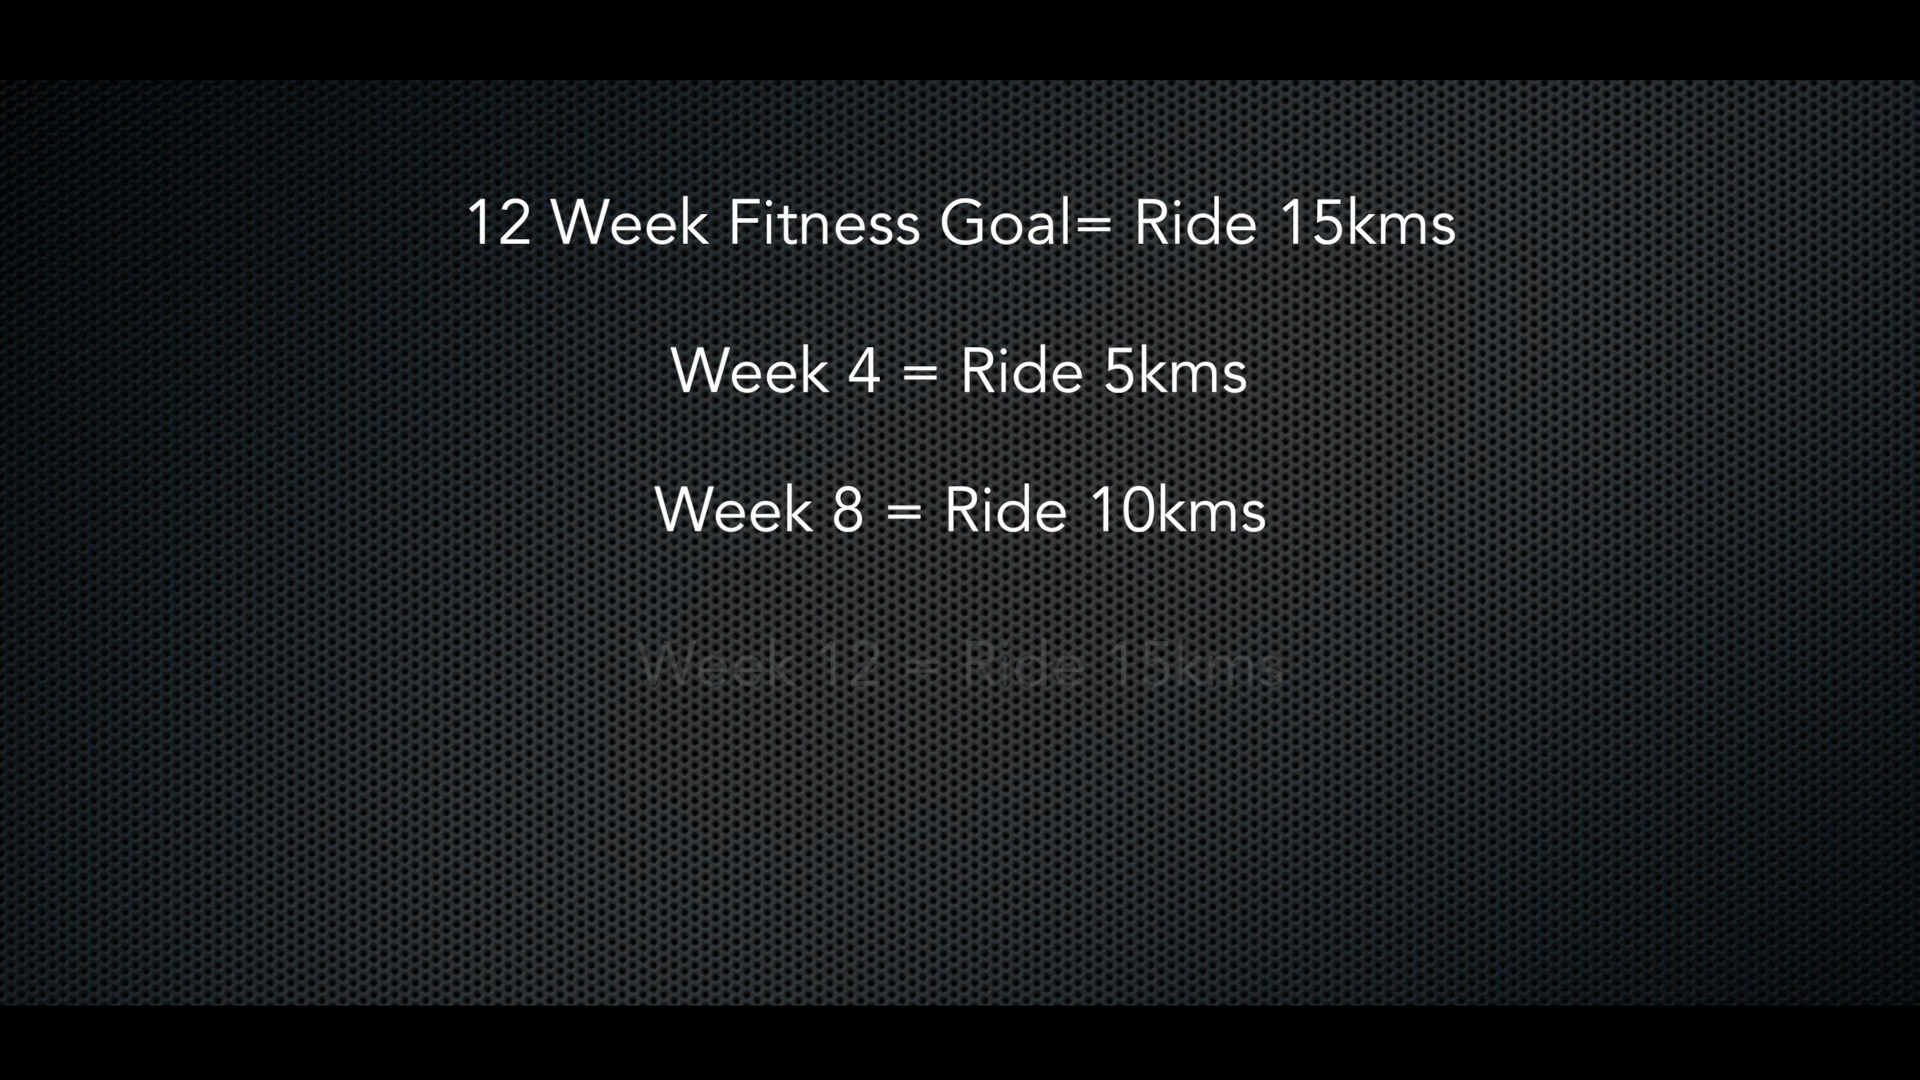 12 Week Fitness Goal= Ride 15kms
Week 4 = Ride 5kms
Week 8 = Ride 10kms
Week 12 = Ride 15kms